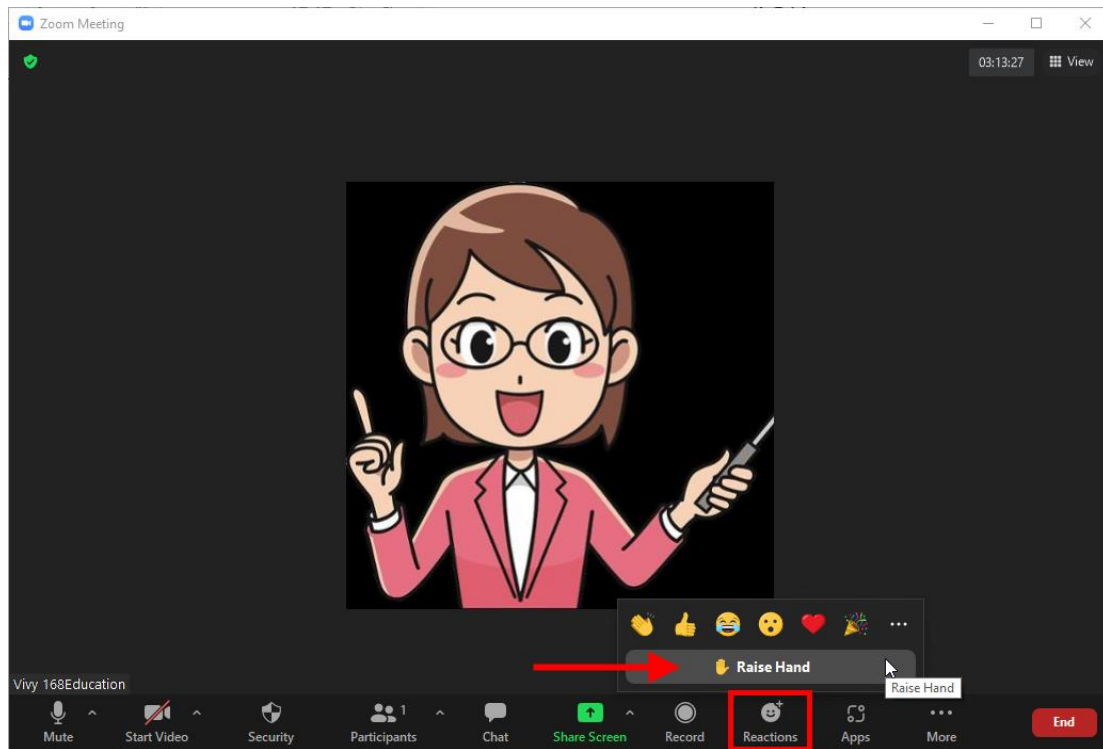 Zoom Meeting
03:13:27 View
Raise Hand
Raise Hand
Vivy 168Education
1
Mute Start Video Security Participants Chat Share Screen Record Reactions Apps More End